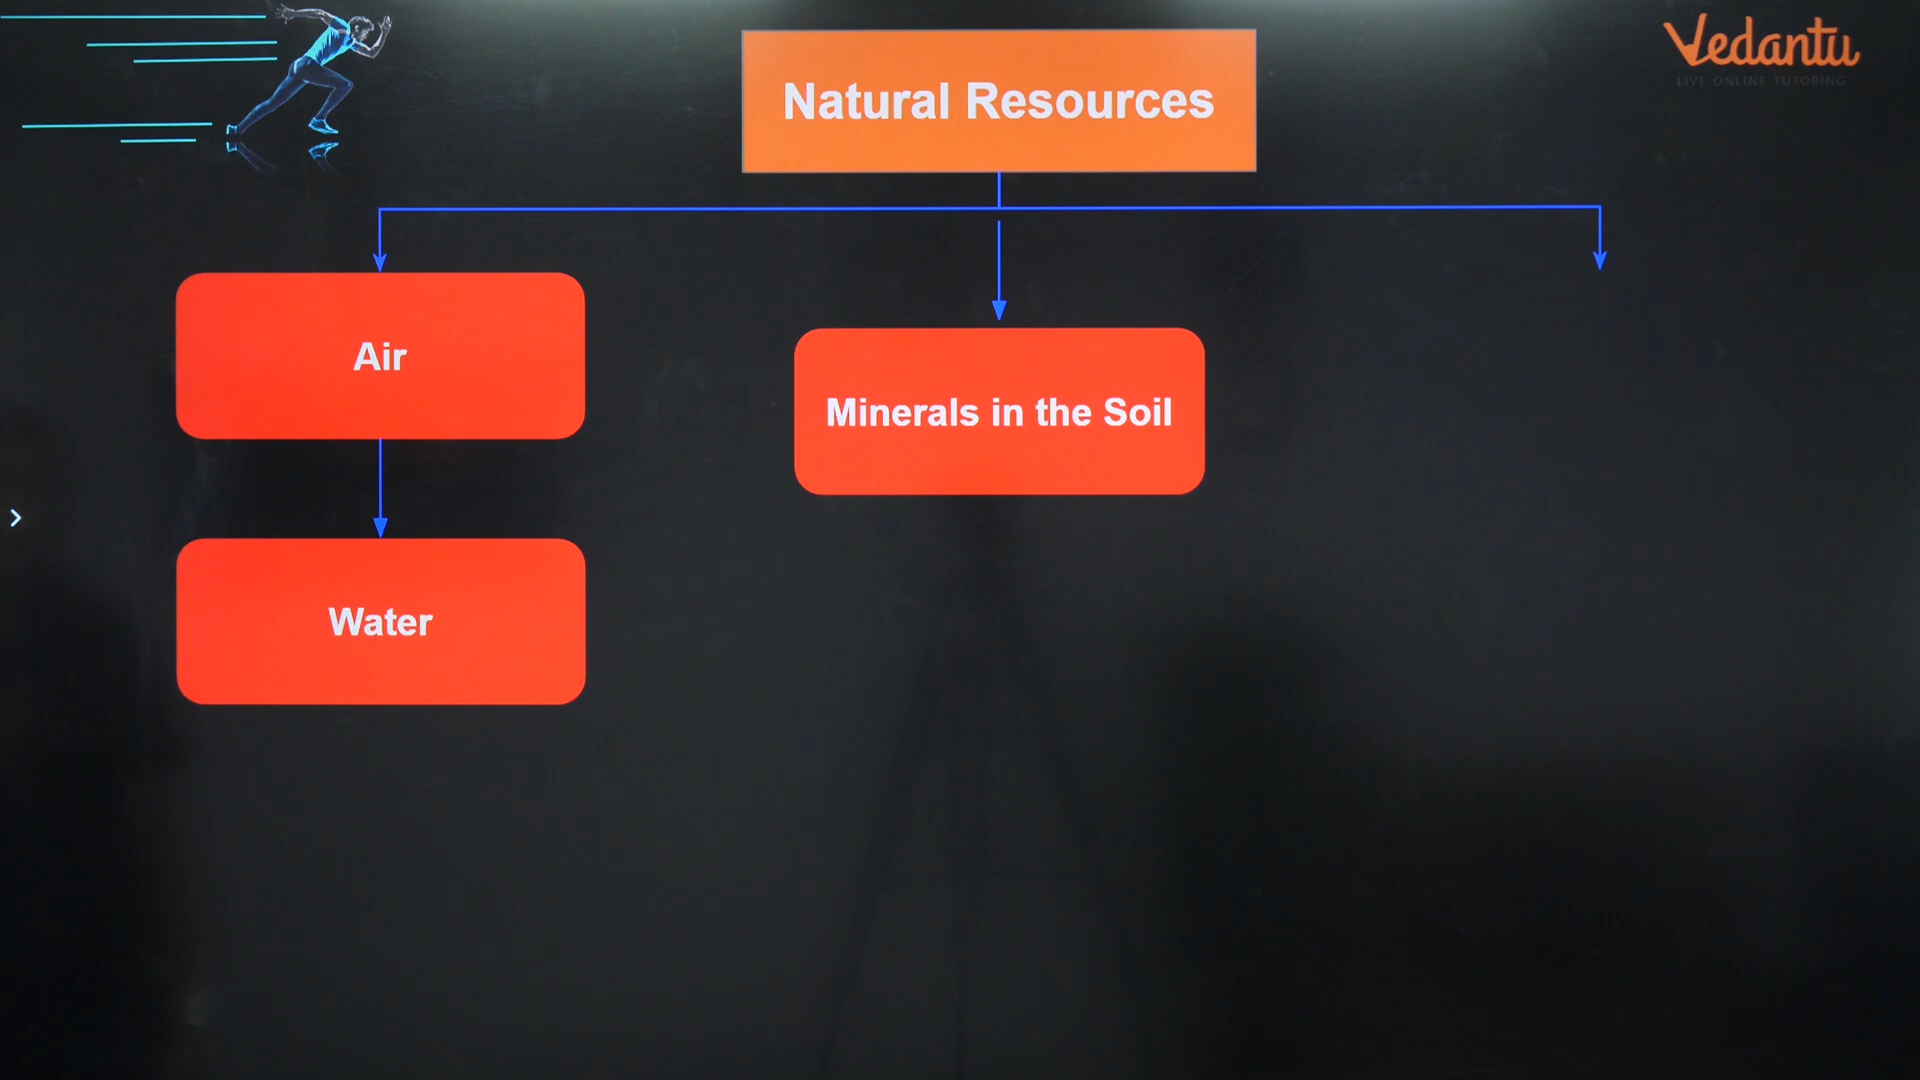 Natural Resources
Vedantu
LIVE ONLINE TUTORING
Air
Minerals in the Soil
Water